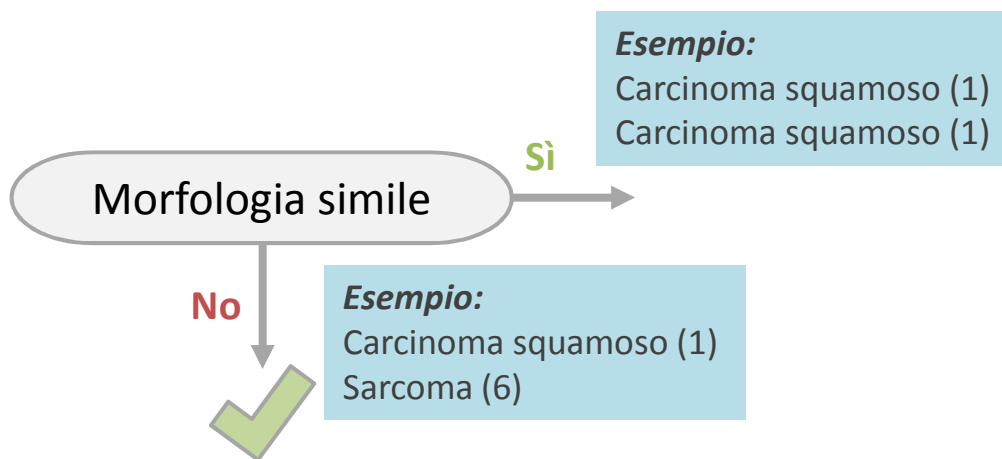 Esempio:
Carcinoma squamoso (1)
Carcinoma squamoso (1)
Sì
Morfologia simile
No
Esempio:
Carcinoma squamoso (1)
Sarcoma (6)